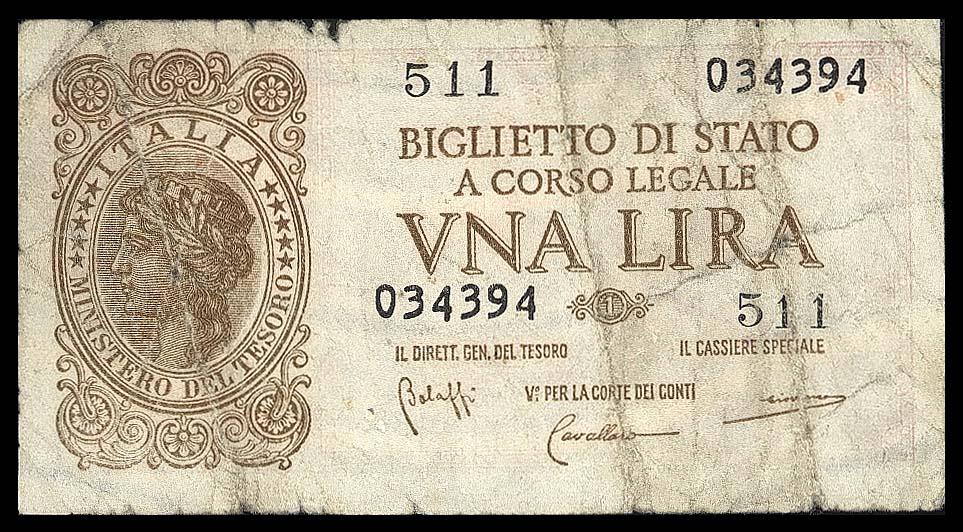 ITALIA
MINISTERO DEL TESORO
511 034394
BIGLIETTO DI STATO
A CORSO LEGALE
VNA LIRA
034394 1 511
IL DIRETT. GEN. DEL TESORO IL CASSIERE SPECIALE
Bolaffi Vº PER LA CORTE DEI CONTI
Cavallaro